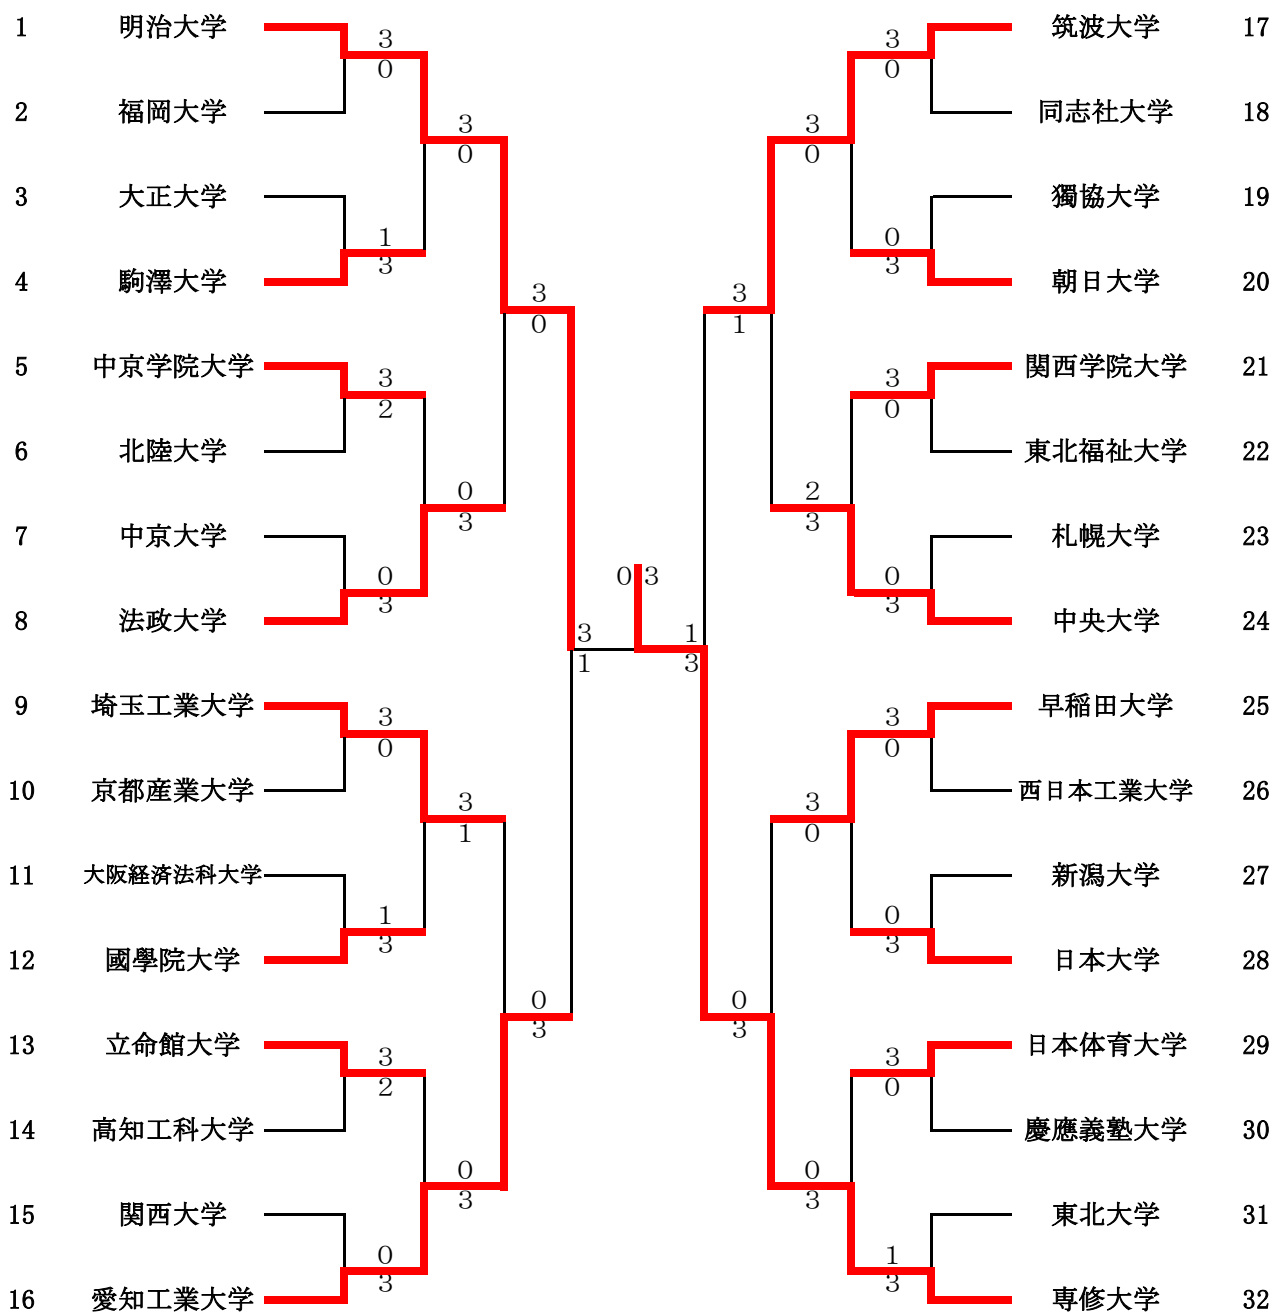 1 明治大学 3 3 筑波大学 17
0 0
2 福岡大学 同志社大学 18
3 3
0 0
3 大正大学 獨協大学 19
1 0
3 3
4 駒澤大学 朝日大学 20
3 3
0 1
5 中京学院大学 3 3 関西学院大学 21
2 0
6 北陸大学 東北福祉大学 22
0 2
3 3
7 中京大学 札幌大学 23
0 0 3 0
3 3
8 法政大学 中央大学 24
3 1
1 3
9 埼玉工業大学 3 3 早稲田大学 25
0 0
10 京都産業大学 西日本工業大学 26
3 3
1 0
11 大阪経済法科大学 新潟大学 27
1 0
3 3
12 國學院大学 日本大学 28
0 0
3 3
13 立命館大学 3 3 日本体育大学 29
2 0
14 高知工科大学 慶應義塾大学 30
0 0
3 3
15 関西大学 東北大学 31
0 1
3 3
16 愛知工業大学 専修大学 32